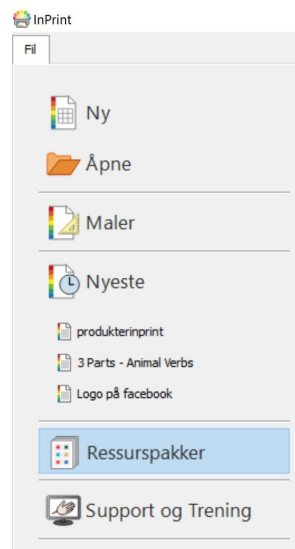 InPrint
Fil
Ny
Åpne
Maler
Nyeste
produkterinprint
3 Parts - Animal Verbs
Logo på facebook
Ressurspakker
Support og Trening